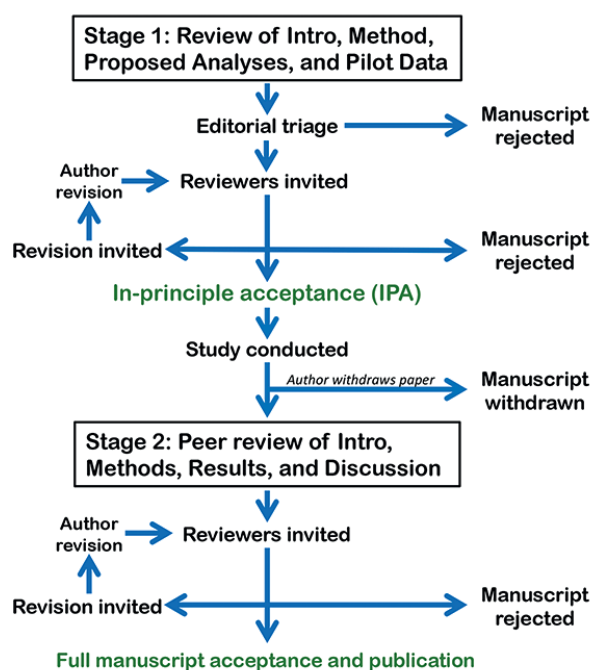 Stage 1: Review of Intro, Method,
Proposed Analyses, and Pilot Data
Editorial triage
Manuscript
rejected
Author
revision
Reviewers invited
Revision invited
Manuscript
rejected
In-principle acceptance (IPA)
Study conducted
Author withdraws paper
Manuscript
withdrawn
Stage 2: Peer review of Intro,
Methods, Results, and Discussion
Author
revision
Reviewers invited
Revision invited
Manuscript
rejected
Full manuscript acceptance and publication